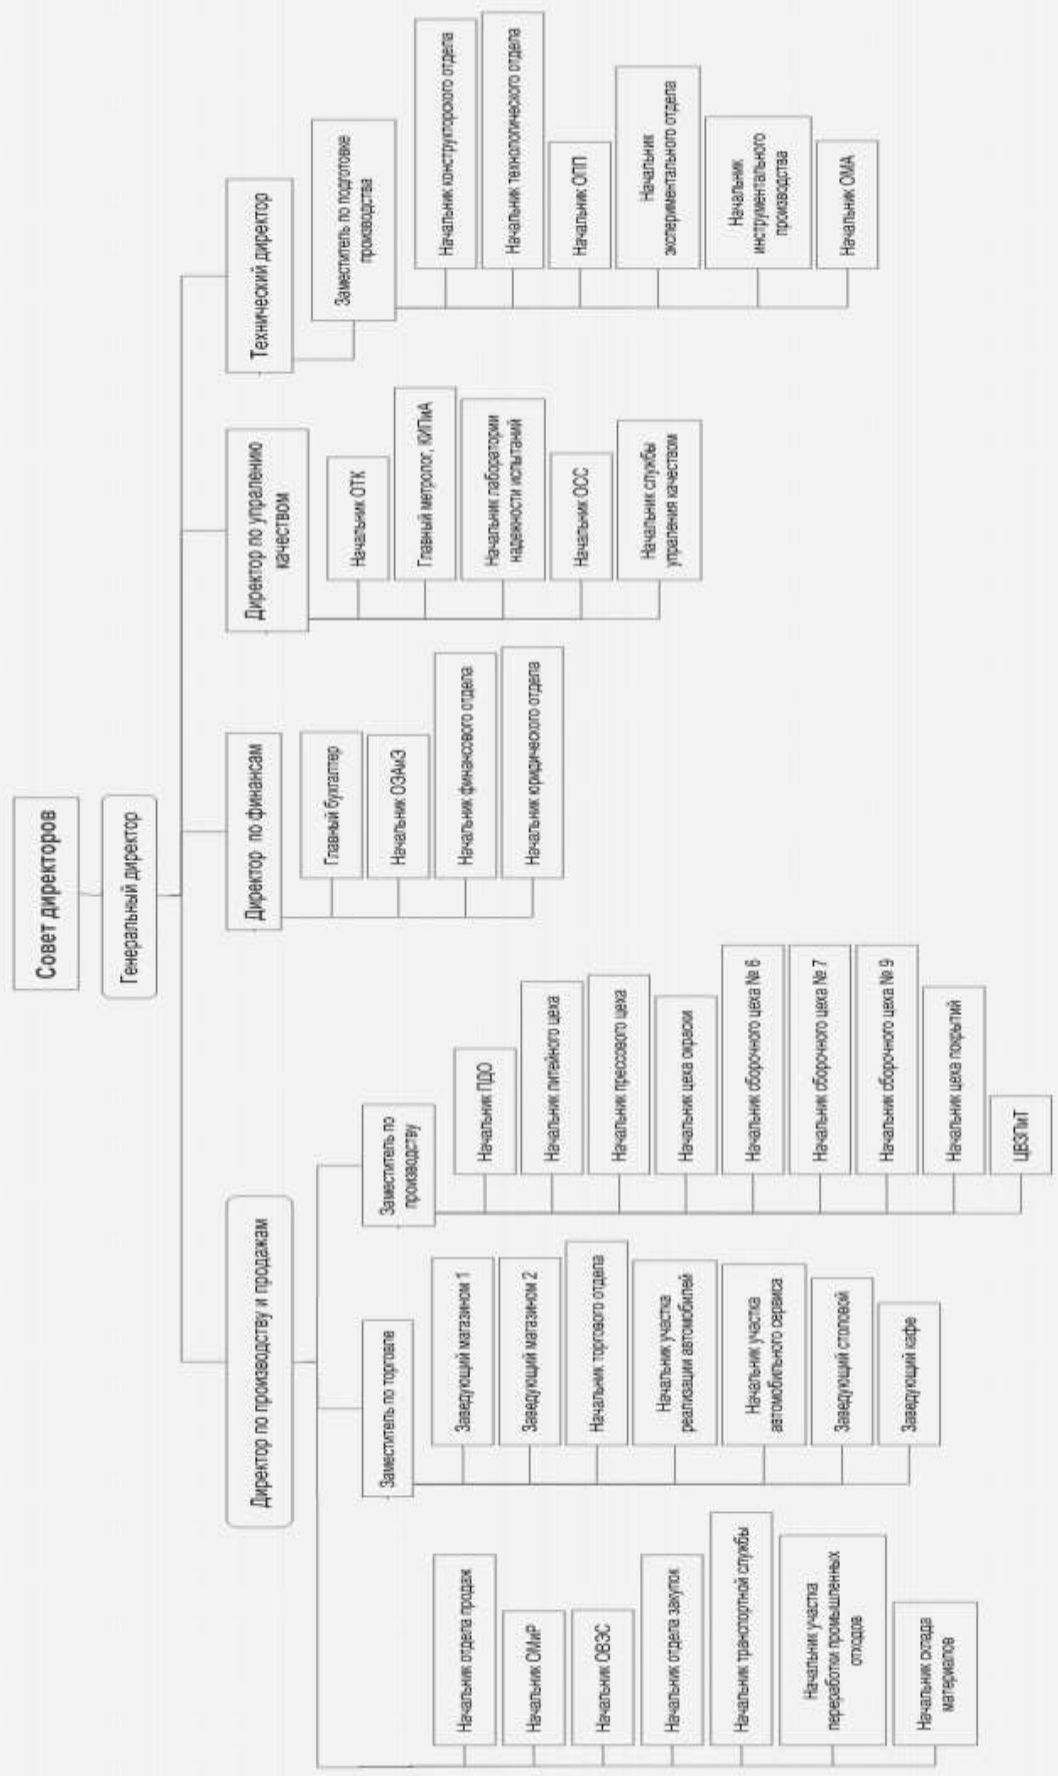 Совет директоров
Генеральный директор
Директор по производству и продажам
Начальник отдела продаж
Начальник ОМиР
Начальник ОВЭС
Начальник отдела закупок
Начальник транспортной службы
Начальник участка
переработки промышленных
отходов
Начальник склада
материалов
Заместитель по торговле
Заведующий магазином 1
Заведующий магазином 2
Начальник торгового отдела
Начальник участка
реализации автомобилей
Начальник участка
автомобильного сервиса
Заведующий столовой
Заведующий кафе
Заместитель по
производству
Начальник ПДО
Начальник литейного цеха
Начальник прессового цеха
Начальник цеха окраски
Начальник сборочного цеха № 6
Начальник сборочного цеха № 7
Начальник сборочного цеха № 9
Начальник цеха покрытий
ЦВЗПиТ
Директор по финансам
Главный бухгалтер
Начальник ОЗАиЭ
Начальник финансового отдела
Начальник юридического отдела
Директор по упралению
качеством
Начальник ОТК
Главный метролог, КИПиА
Начальник лаборатории
надежности испытаний
Начальник ОСС
Начальник службы
упраления качеством
Технический директор
Заместитель по подготовке
производства
Начальник конструкторского отдела
Начальник технологического отдела
Начальник ОПП
Начальник
экспериментального отдела
Начальник
инструментального
производства
Начальник ОМА